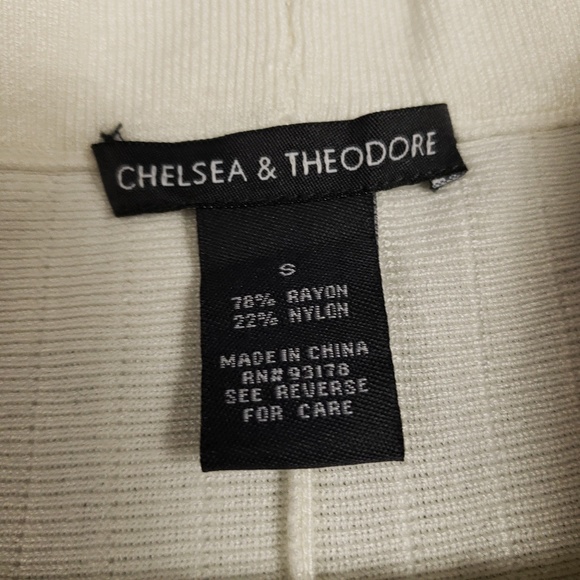 CHELSEA & THEODORE
S
78% RAYON
22% NYLON
MADE IN CHINA
RN# 93178
SEE REVERSE
FOR CARE